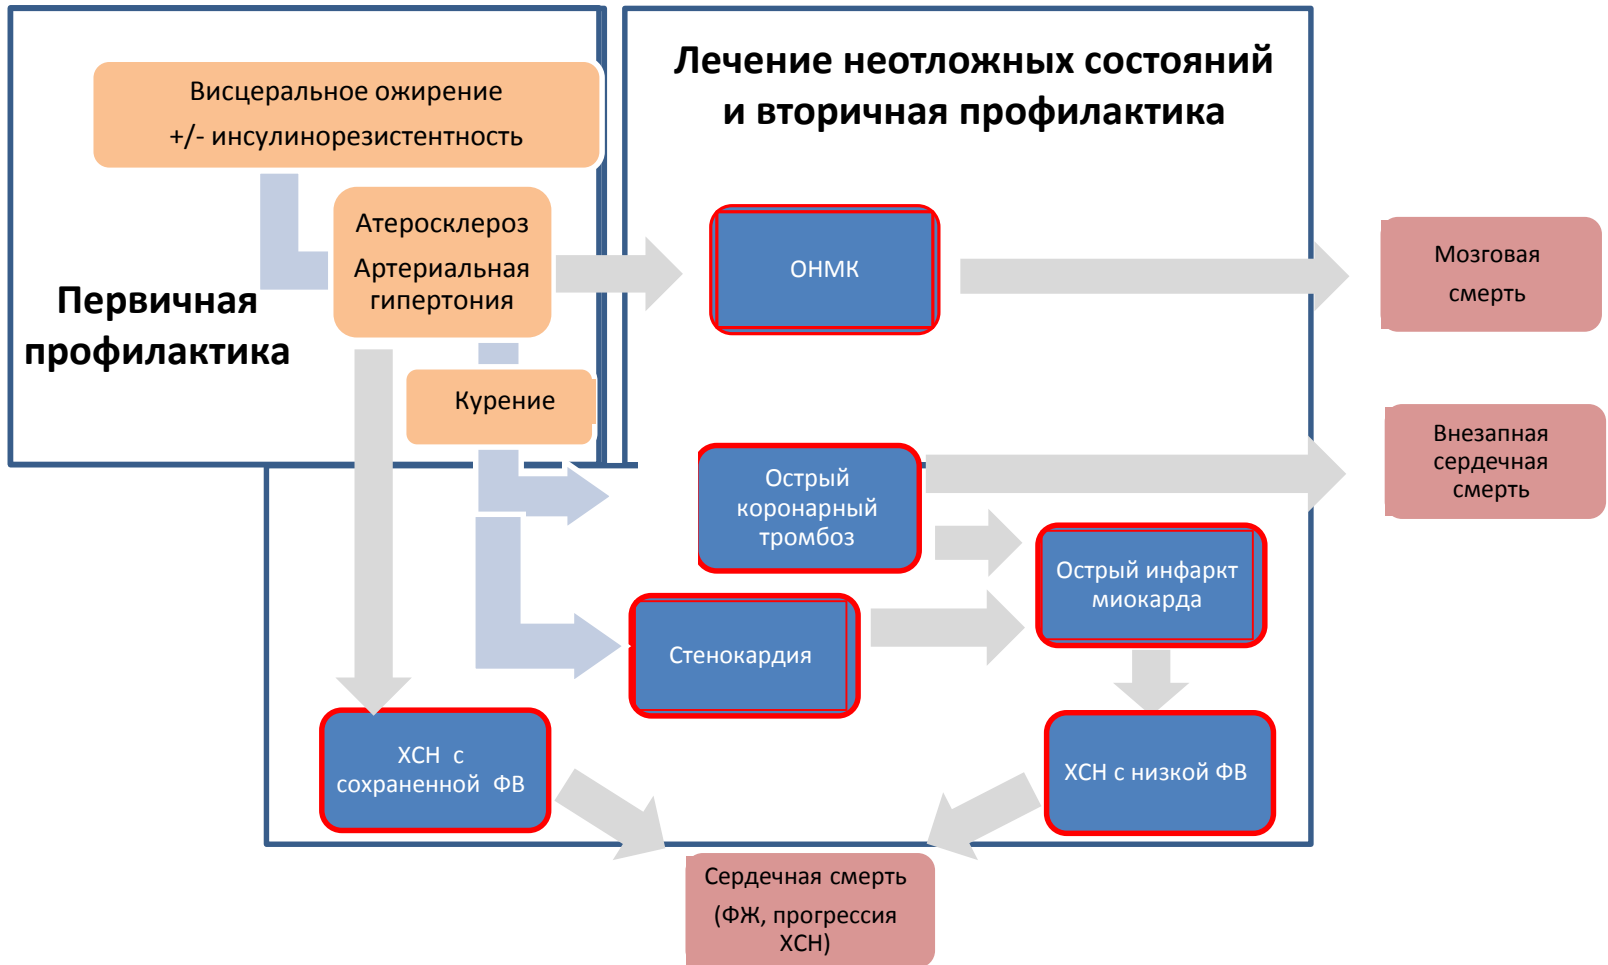 Лечение неотложных состояний
и вторичная профилактика
Висцеральное ожирение
+/- инсулинорезистентность
Атеросклероз
Артериальная
гипертония
Первичная
профилактика
Курение
ОНМК
Мозговая
смерть
Острый
коронарный
тромбоз
Внезапная
сердечная
смерть
Острый инфаркт
миокарда
Стенокардия
ХСН с
сохраненной ФВ
ХСН с низкой ФВ
Сердечная смерть
(ФЖ, прогрессия
ХСН)